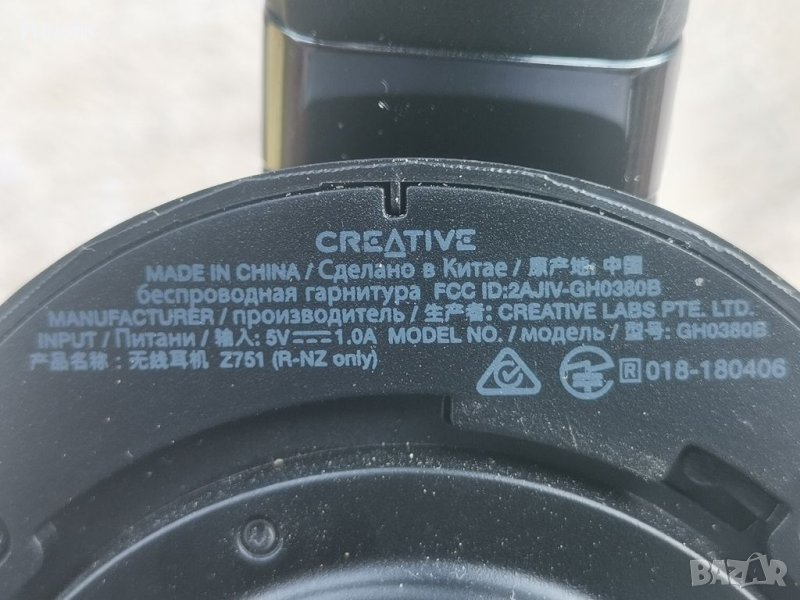 CREATIVE
MADE IN CHINA / Сделано в Китае / 原产地: 中国
беспроводная гарнитура FCC ID:2AJIV-GH0380B
MANUFACTURER / производитель / 生产者: CREATIVE LABS PTE. LTD.
INPUT / Питани / 输入: 5V⎓1.0A MODEL NO. / модель / 型号: GH0380B
产品名称: 无线耳机 Z751 (R-NZ only)
R 018-180406
BAZAR